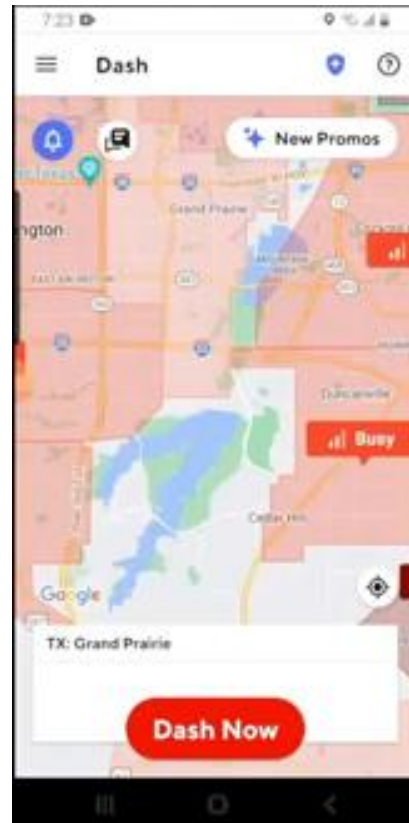 7:23
Dash
New Promos
Grand Prairie
ngton
Duncanville
Busy
Cedar Hill
Google
TX: Grand Prairie
Dash Now